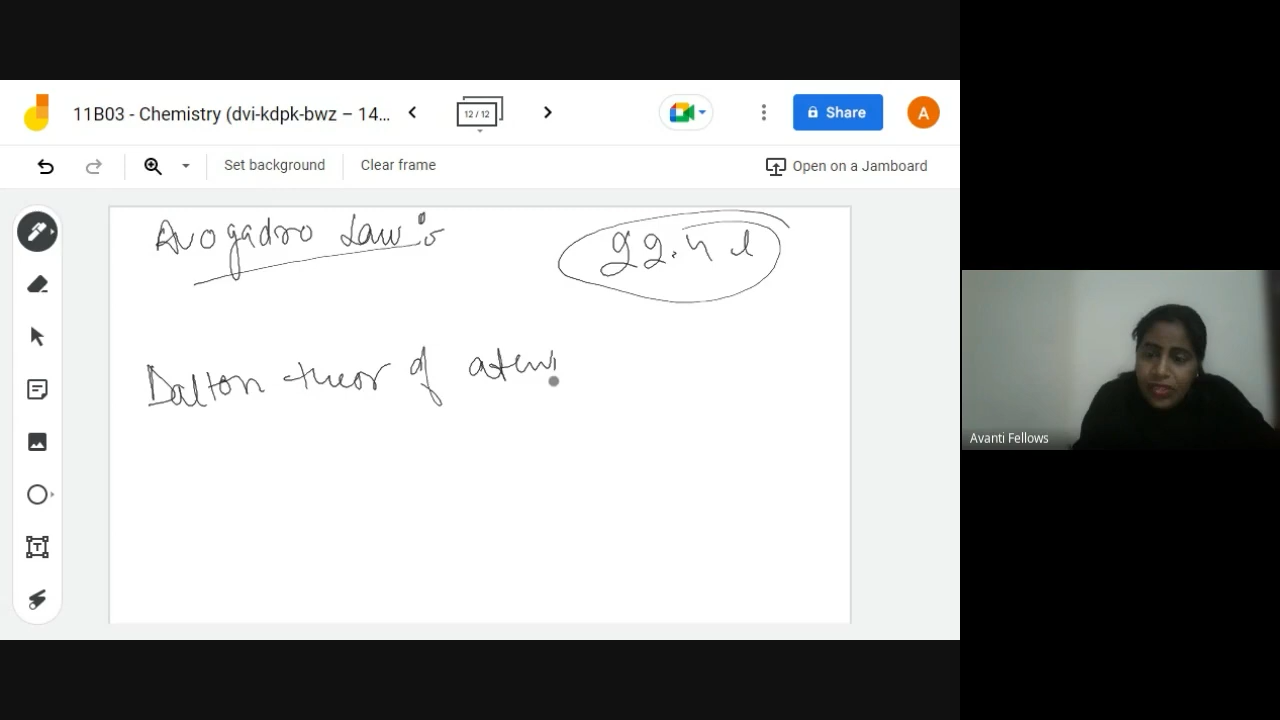 11B03 - Chemistry (dvi-kdpk-bwz – 14...
12 / 12
Share
A
Set background
Clear frame
Open on a Jamboard
Avogadro Law :
22.4 l
Dalton theor of atem
T
Avanti Fellows